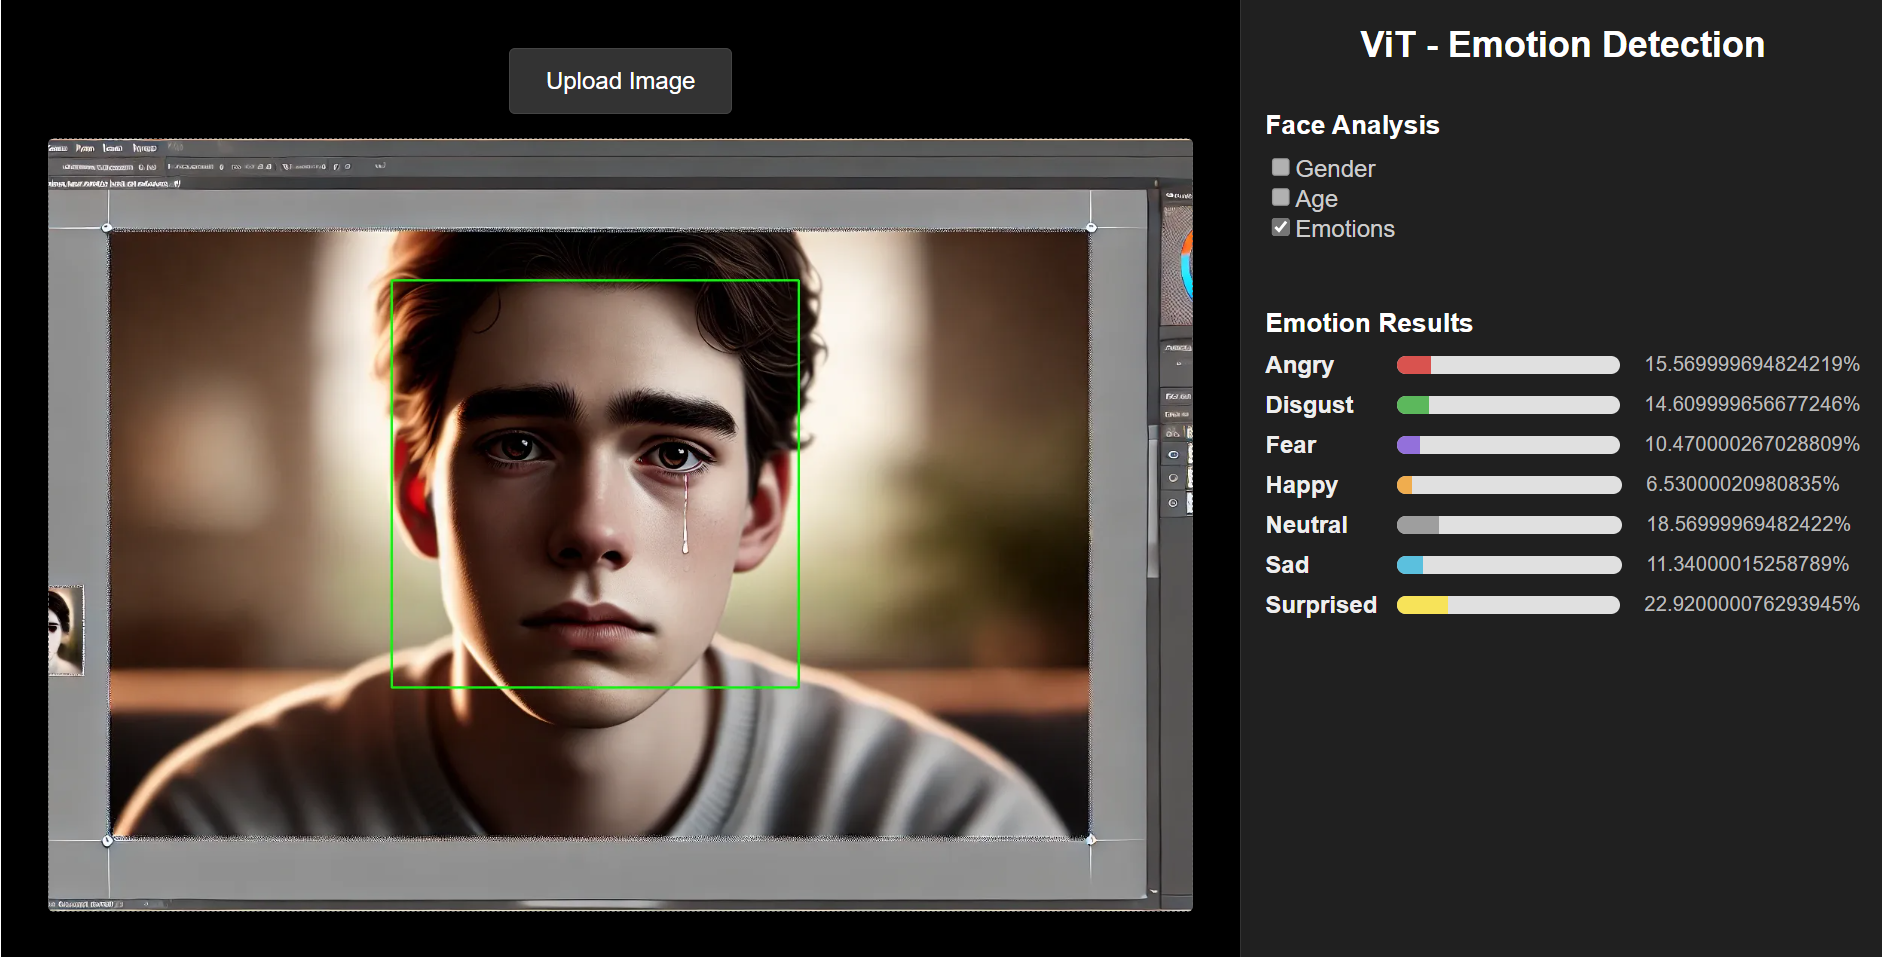 Upload Image
ViT - Emotion Detection
Face Analysis
Gender
Age
Emotions
Emotion Results
Angry 15.569999694824219%
Disgust 14.609999656677246%
Fear 10.470000267028809%
Happy 6.53000020980835%
Neutral 18.56999969482422%
Sad 11.34000015258789%
Surprised 22.920000076293945%